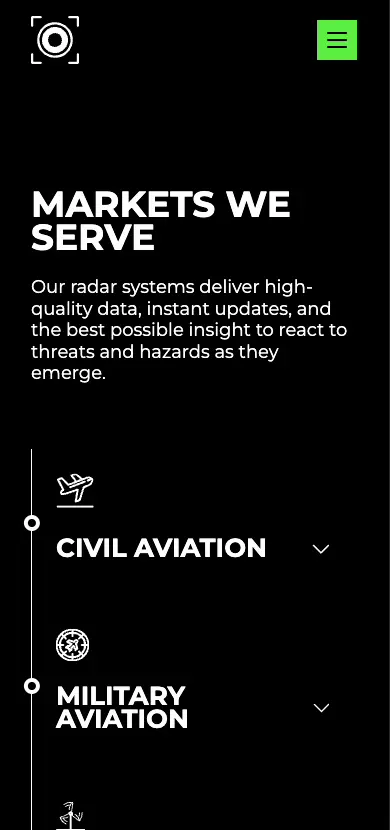 MARKETS WE
SERVE
Our radar systems deliver high-
quality data, instant updates, and
the best possible insight to react to
threats and hazards as they
emerge.
CIVIL AVIATION
MILITARY
AVIATION